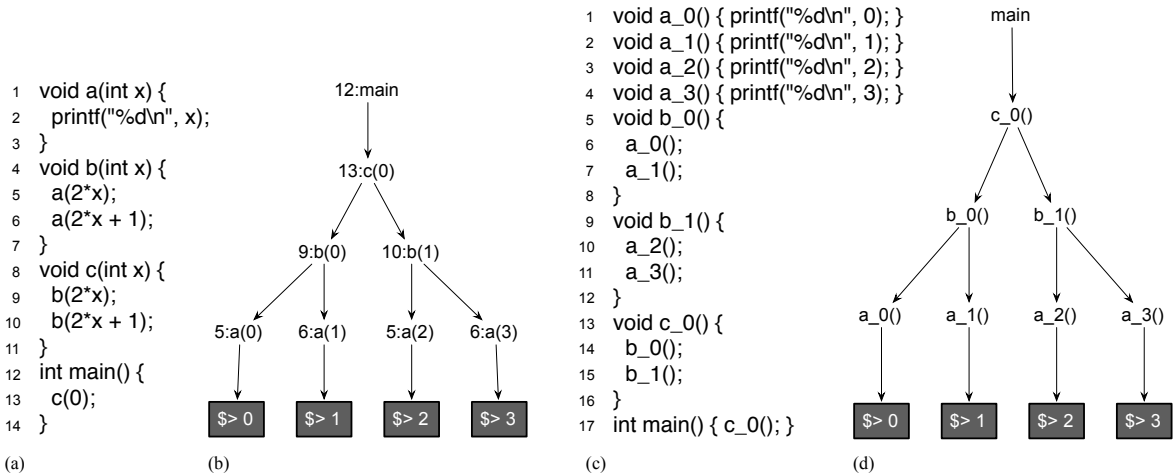 1 void a(int x) {
2 printf("%d\n", x);
3 }
4 void b(int x) {
5 a(2*x);
6 a(2*x + 1);
7 }
8 void c(int x) {
9 b(2*x);
10 b(2*x + 1);
11 }
12 int main() {
13 c(0);
14 }
(a)
12:main
13:c(0)
9:b(0) 10:b(1)
5:a(0) 6:a(1) 5:a(2) 6:a(3)
$> 0 $> 1 $> 2 $> 3
(b)
1 void a_0() { printf("%d\n", 0); }
2 void a_1() { printf("%d\n", 1); }
3 void a_2() { printf("%d\n", 2); }
4 void a_3() { printf("%d\n", 3); }
5 void b_0() {
6 a_0();
7 a_1();
8 }
9 void b_1() {
10 a_2();
11 a_3();
12 }
13 void c_0() {
14 b_0();
15 b_1();
16 }
17 int main() { c_0(); }
(c)
main
c_0()
b_0() b_1()
a_0() a_1() a_2() a_3()
$> 0 $> 1 $> 2 $> 3
(d)